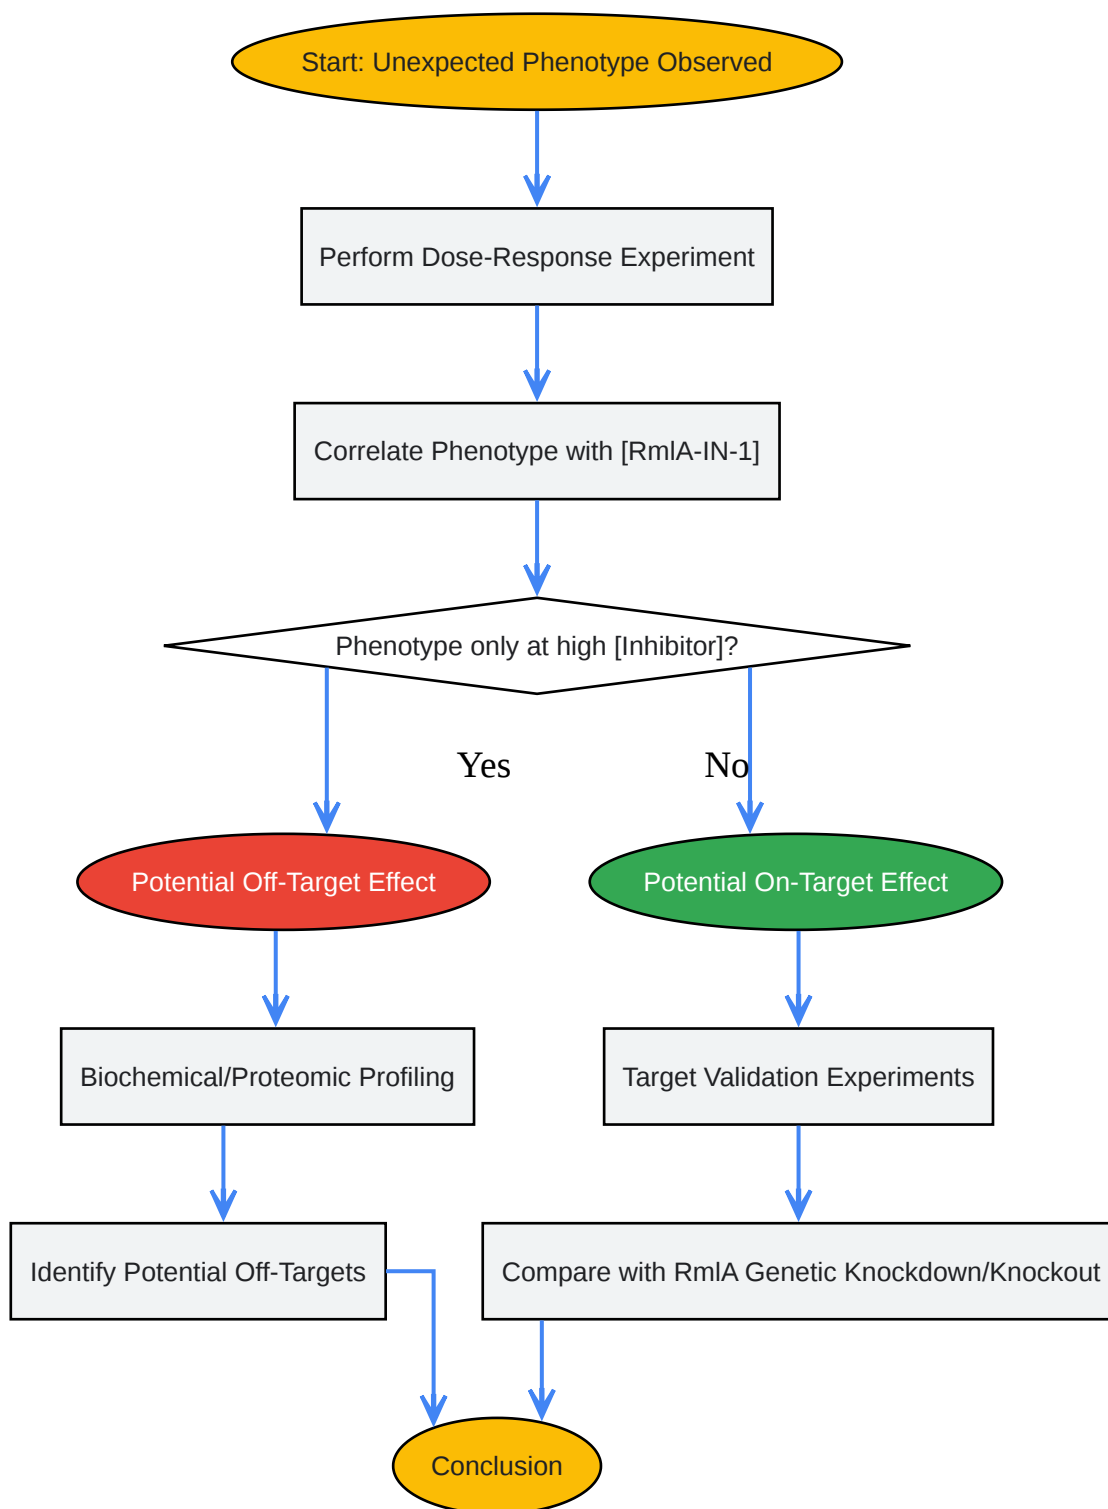 Start: Unexpected Phenotype Observed
Perform Dose-Response Experiment
Correlate Phenotype with [RmlA-IN-1]
Phenotype only at high [Inhibitor]?
Yes
No
Potential Off-Target Effect
Potential On-Target Effect
Biochemical/Proteomic Profiling
Target Validation Experiments
Identify Potential Off-Targets
Compare with RmlA Genetic Knockdown/Knockout
Conclusion